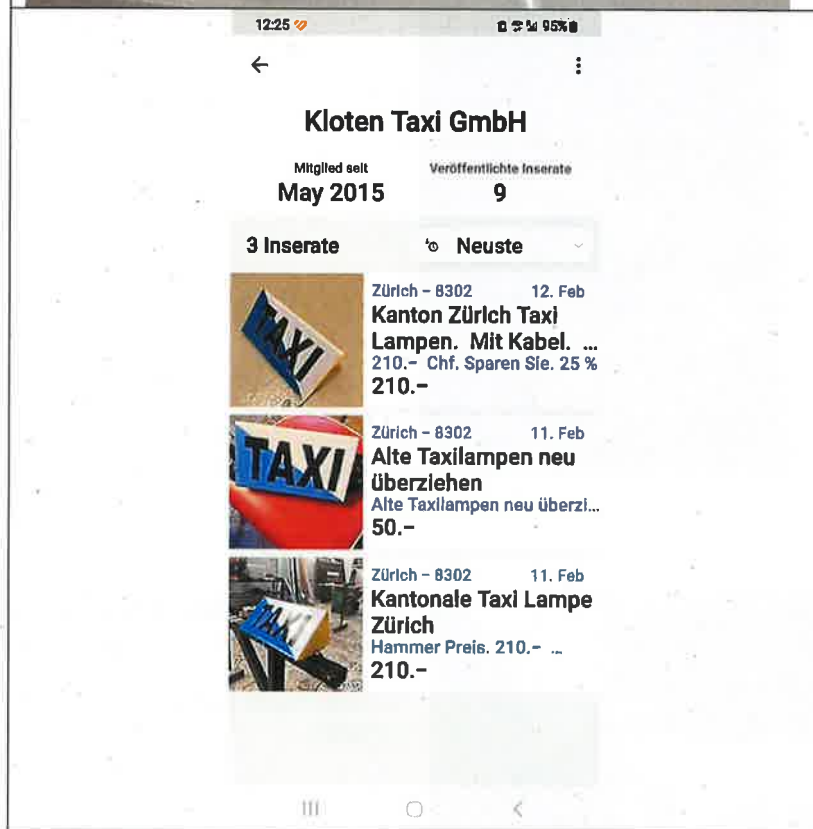 12:25
95%
Kloten Taxi GmbH
Mitglied seit
Veröffentlichte Inserate
May 2015
9
3 Inserate
Neuste
Zürich – 8302
12. Feb
Kanton Zürich Taxi
Lampen. Mit Kabel. ...
210.– Chf. Sparen Sie. 25 %
210.–
TAXI
Zürich – 8302
11. Feb
Alte Taxilampen neu
überziehen
Alte Taxilampen neu überzi...
50.–
TAXI
Zürich – 8302
11. Feb
Kantonale Taxi Lampe
Zürich
Hammer Preis. 210.– ...
210.–
TAXI